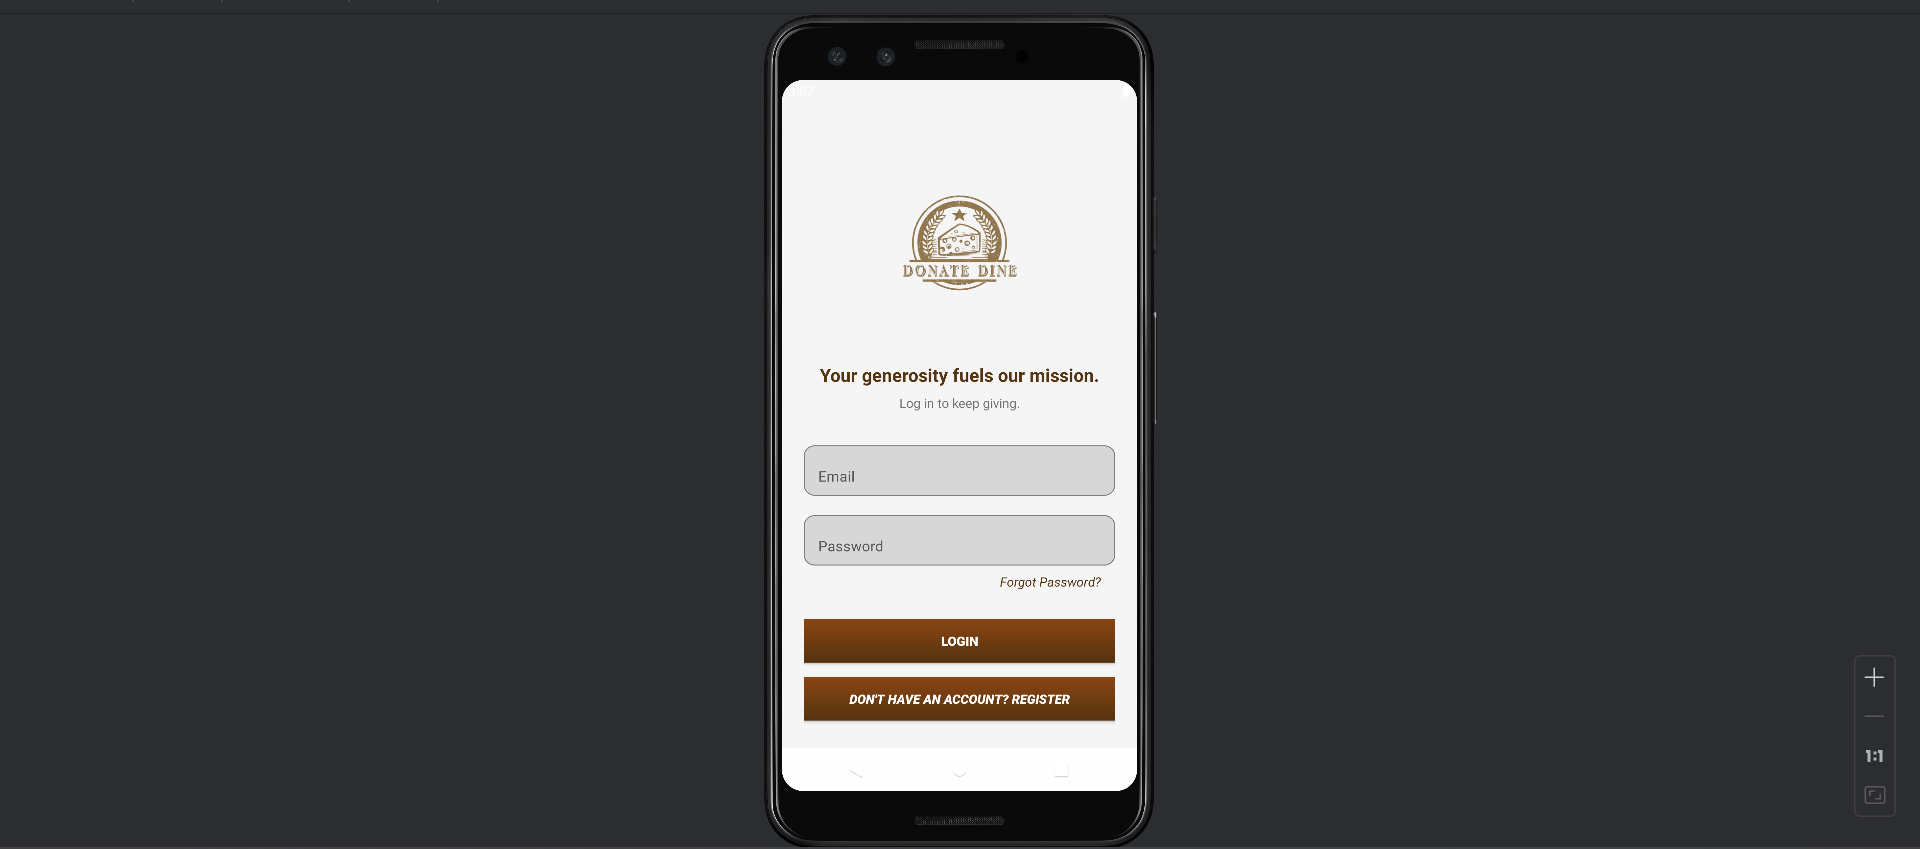 DONATE DINE
Your generosity fuels our mission.
Log in to keep giving.
Email
Password
Forgot Password?
LOGIN
DON'T HAVE AN ACCOUNT? REGISTER
1:1